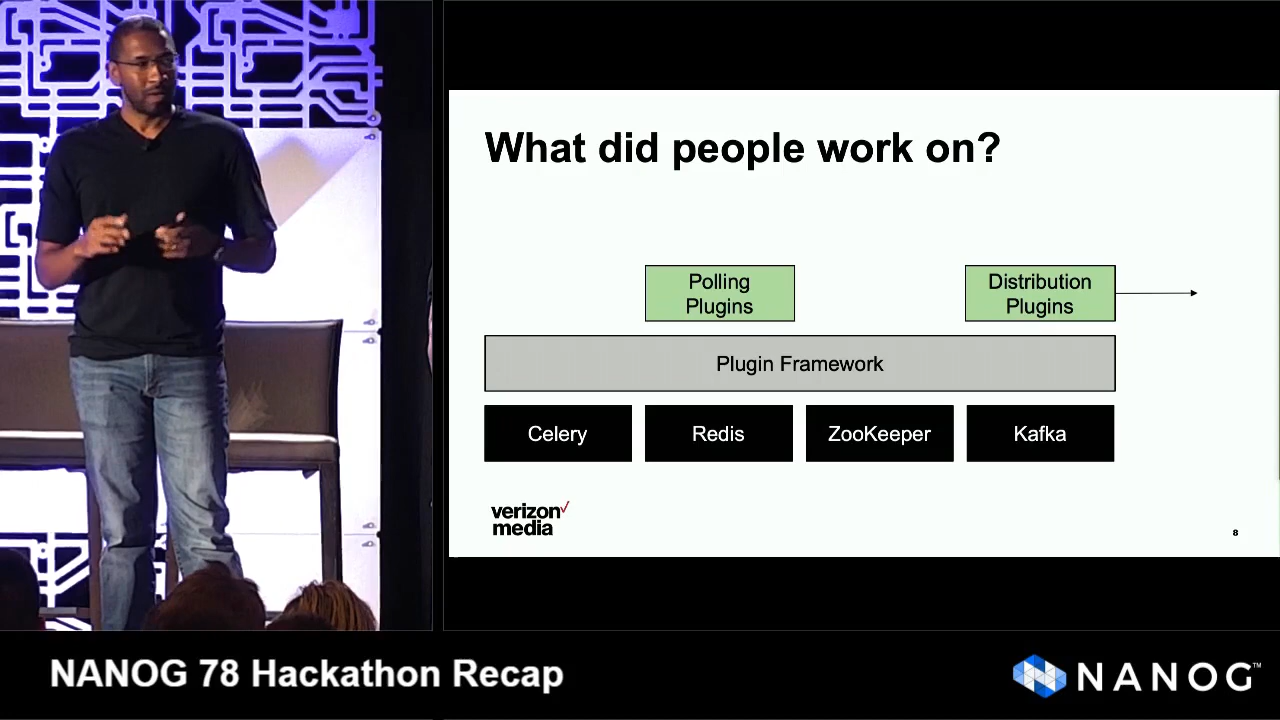 What did people work on?
Polling
Plugins
Distribution
Plugins
Plugin Framework
Celery
Redis
ZooKeeper
Kafka
verizon✓
media
8
NANOG 78 Hackathon Recap
NANOG™